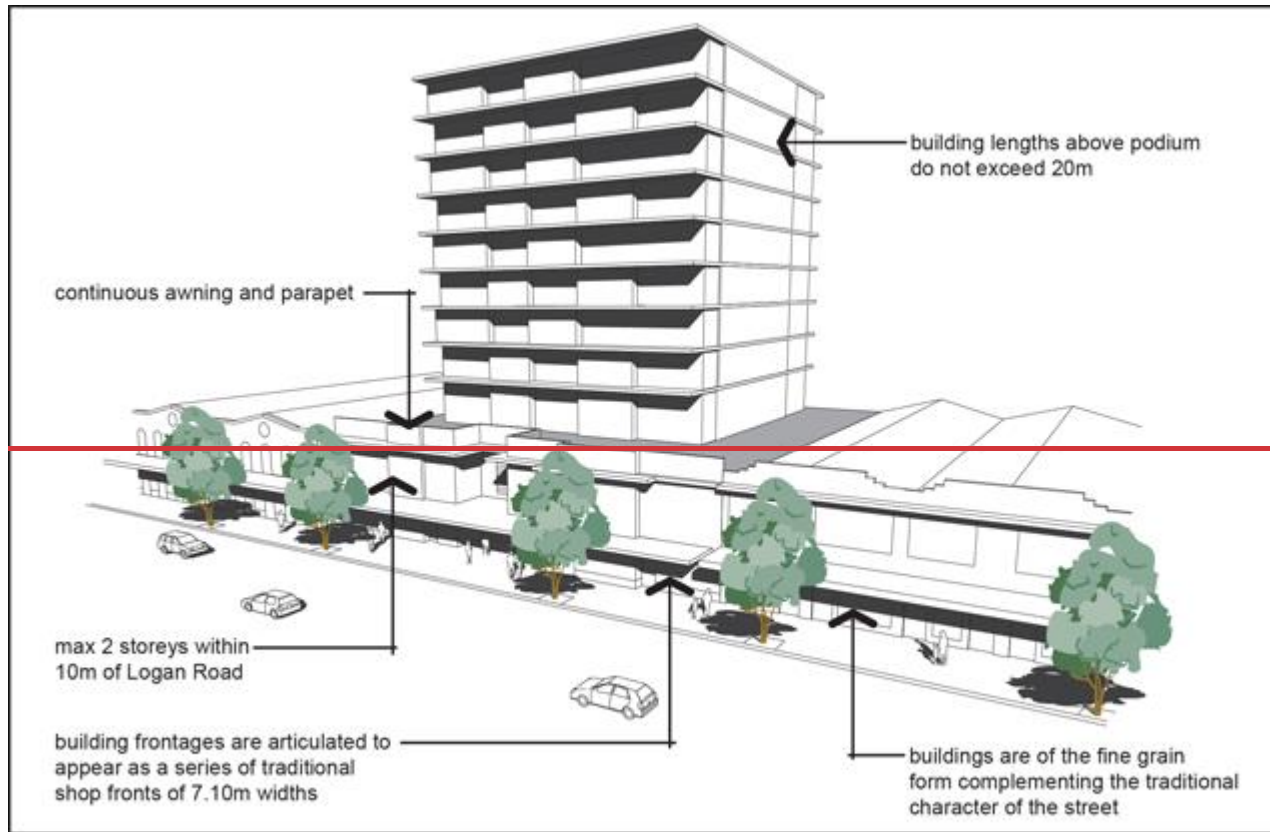 building lengths above podium
do not exceed 20m
continuous awning and parapet
max 2 storeys within
10m of Logan Road
building frontages are articulated to
appear as a series of traditional
shop fronts of 7.10m widths
buildings are of the fine grain
form complementing the traditional
character of the street